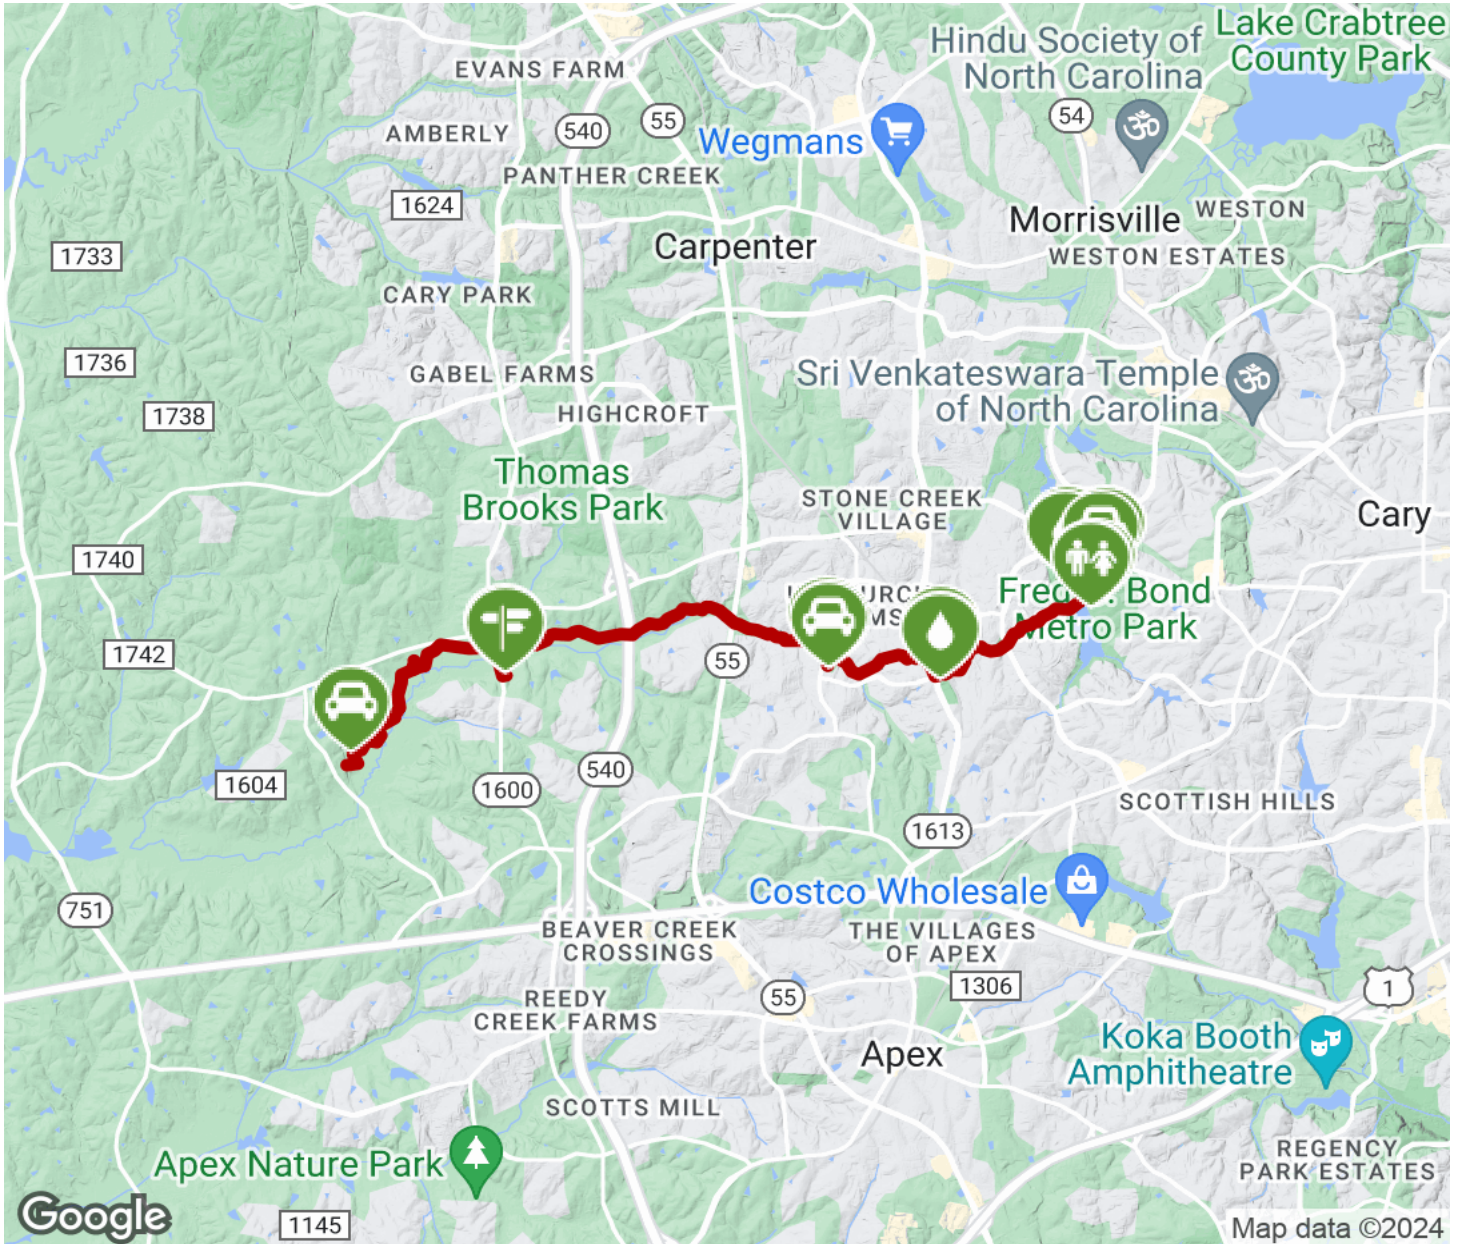 Lake Crabtree
County Park
Hindu Society of
North Carolina
EVANS FARM
54
55
540
AMBERLY
Wegmans
PANTHER CREEK
1624
WESTON
Morrisville
Carpenter
1733
WESTON ESTATES
CARY PARK
1736
GABEL FARMS
Sri Venkateswara Temple
of North Carolina
1738
HIGHCROFT
Thomas
Brooks Park
STONE CREEK
VILLAGE
Cary
1740
Bond
Metro Park
1742
55
1604
1600
540
SCOTTISH HILLS
1613
Costco Wholesale
751
BEAVER CREEK
CROSSINGS
THE VILLAGES
OF APEX
1306
55
1
REEDY
CREEK FARMS
Koka Booth
Amphitheatre
Apex
SCOTTS MILL
REGENCY
PARK ESTATES
Apex Nature Park
Google
1145
Map data ©2024